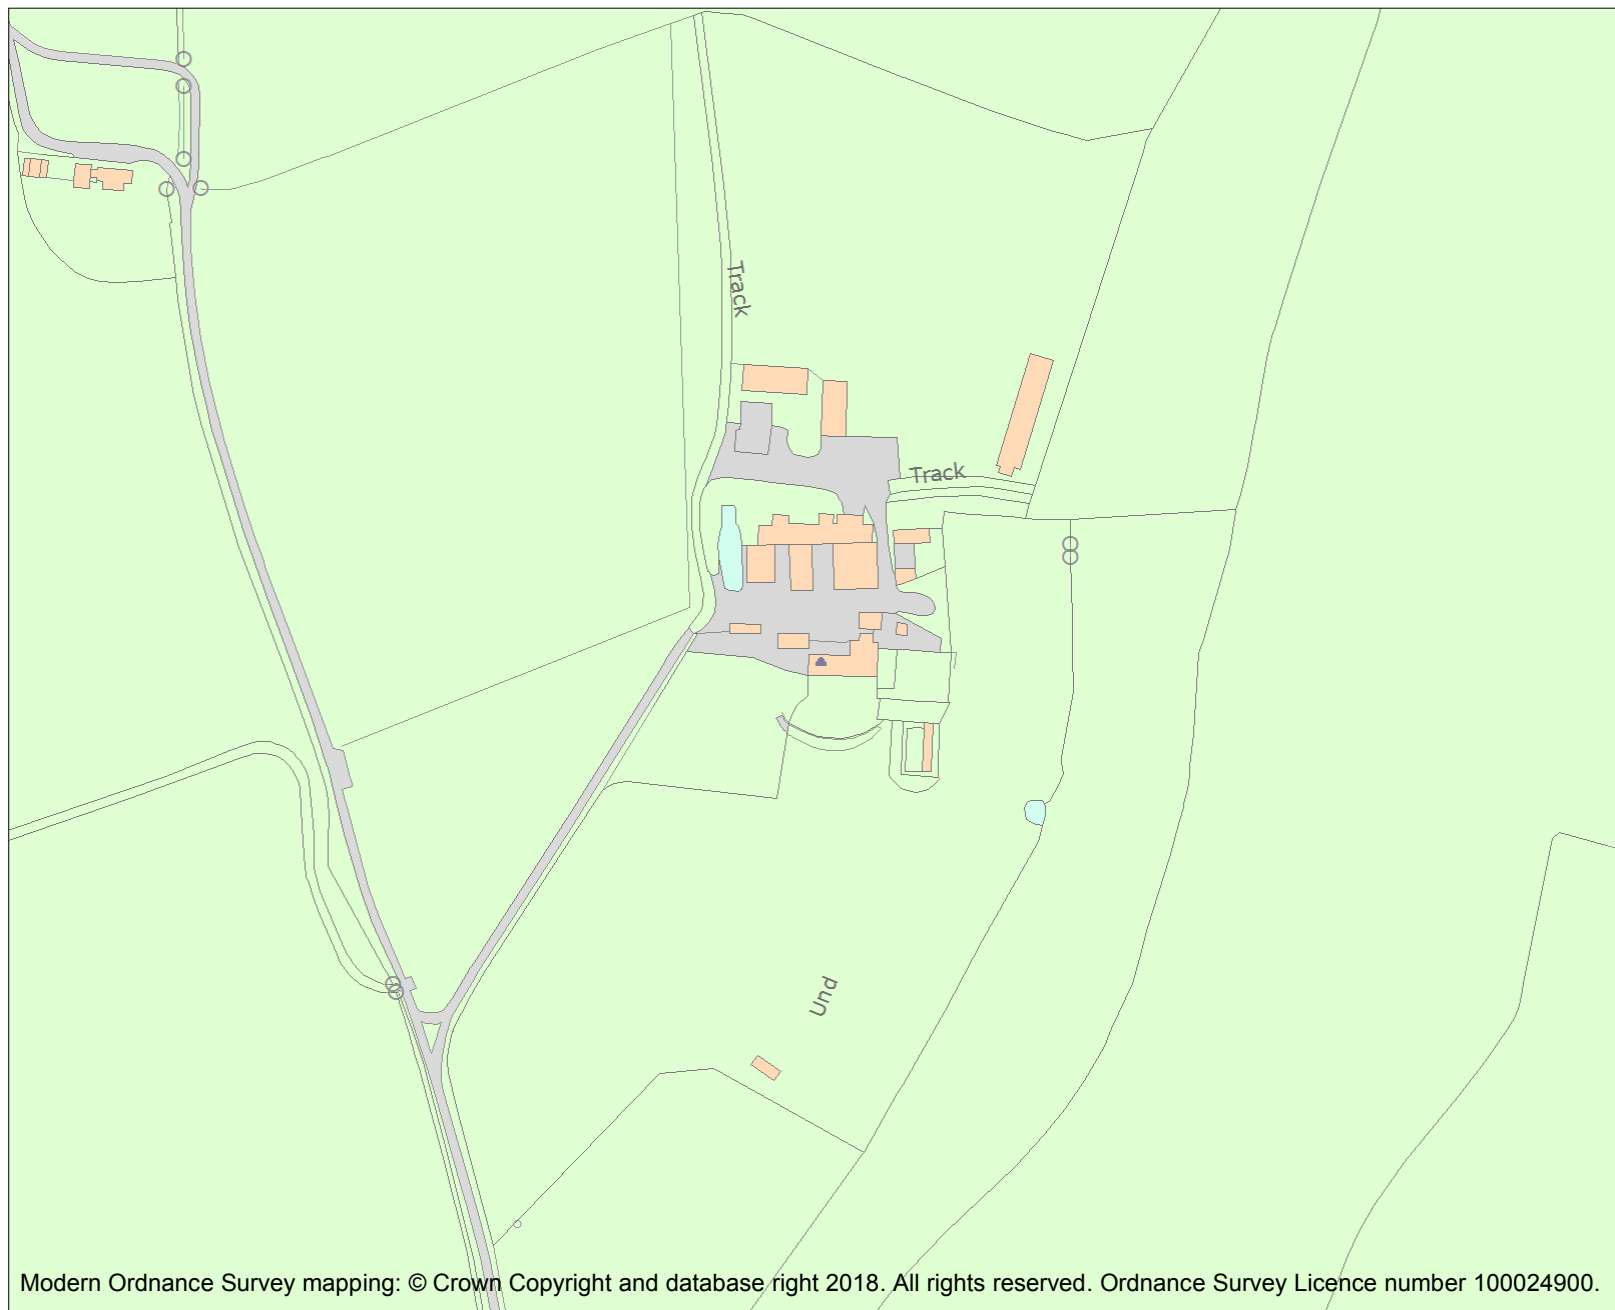 Track
Track
Und
Modern Ordnance Survey mapping: © Crown Copyright and database right 2018. All rights reserved. Ordnance Survey Licence number 100024900.